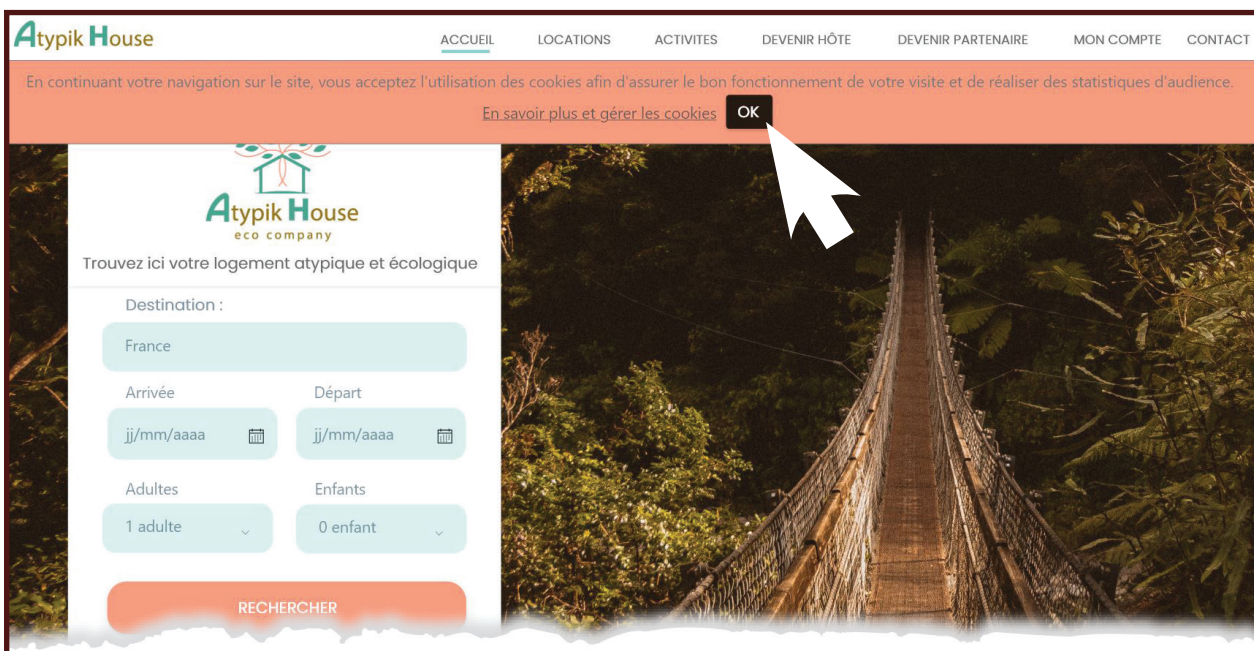 Atypik House
ACCUEIL LOCATIONS ACTIVITES DEVENIR HÔTE DEVENIR PARTENAIRE MON COMPTE CONTACT
En continuant votre navigation sur le site, vous acceptez l'utilisation des cookies afin d'assurer le bon fonctionnement de votre visite et de réaliser des statistiques d'audience.
En savoir plus et gérer les cookies OK
Atypik House
eco company
Trouvez ici votre logement atypique et écologique
Destination :
France
Arrivée Départ
jj/mm/aaaa jj/mm/aaaa
Adultes Enfants
1 adulte 0 enfant
RECHERCHER